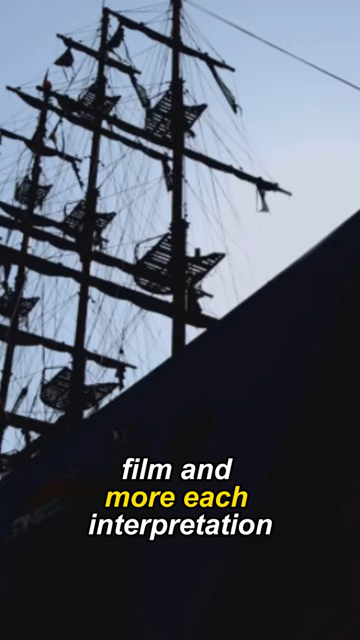 film and
more each
interpretation